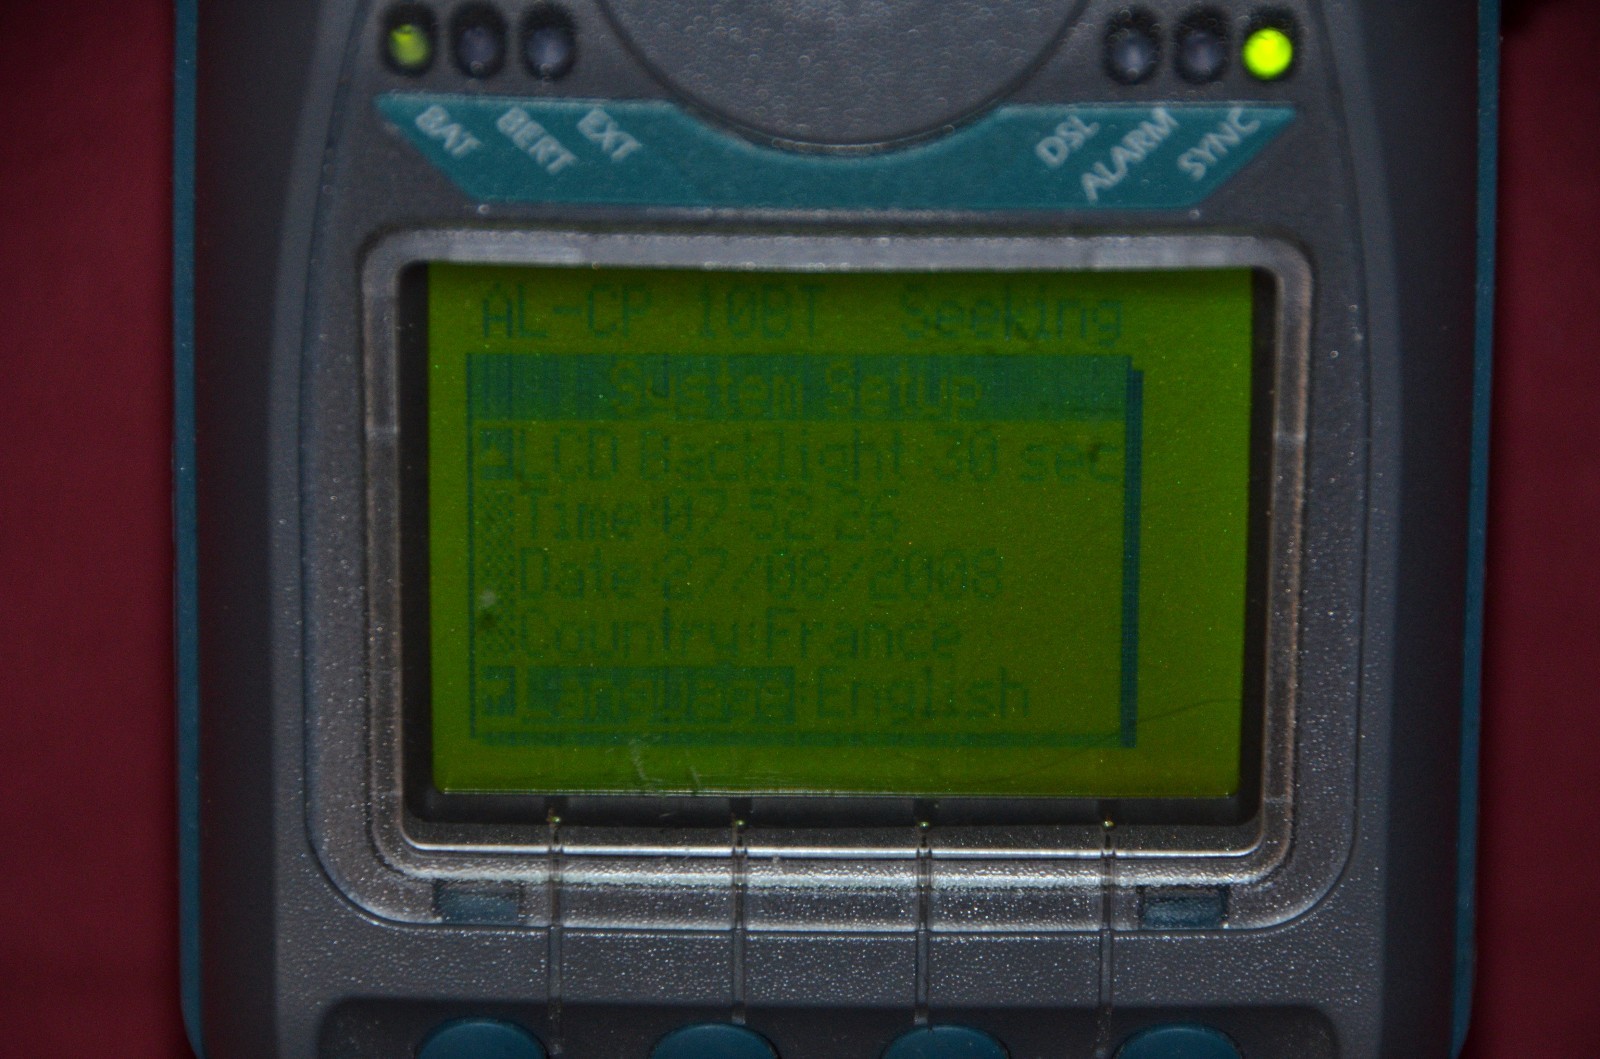 BAT BERT EXT DSL ALARM SYNC
AL-CP 10BT Seeking
System Setup
LCD Backlight 30 sec
Time:07:52:26
Date:27/08/2008
Country:France
Language:English